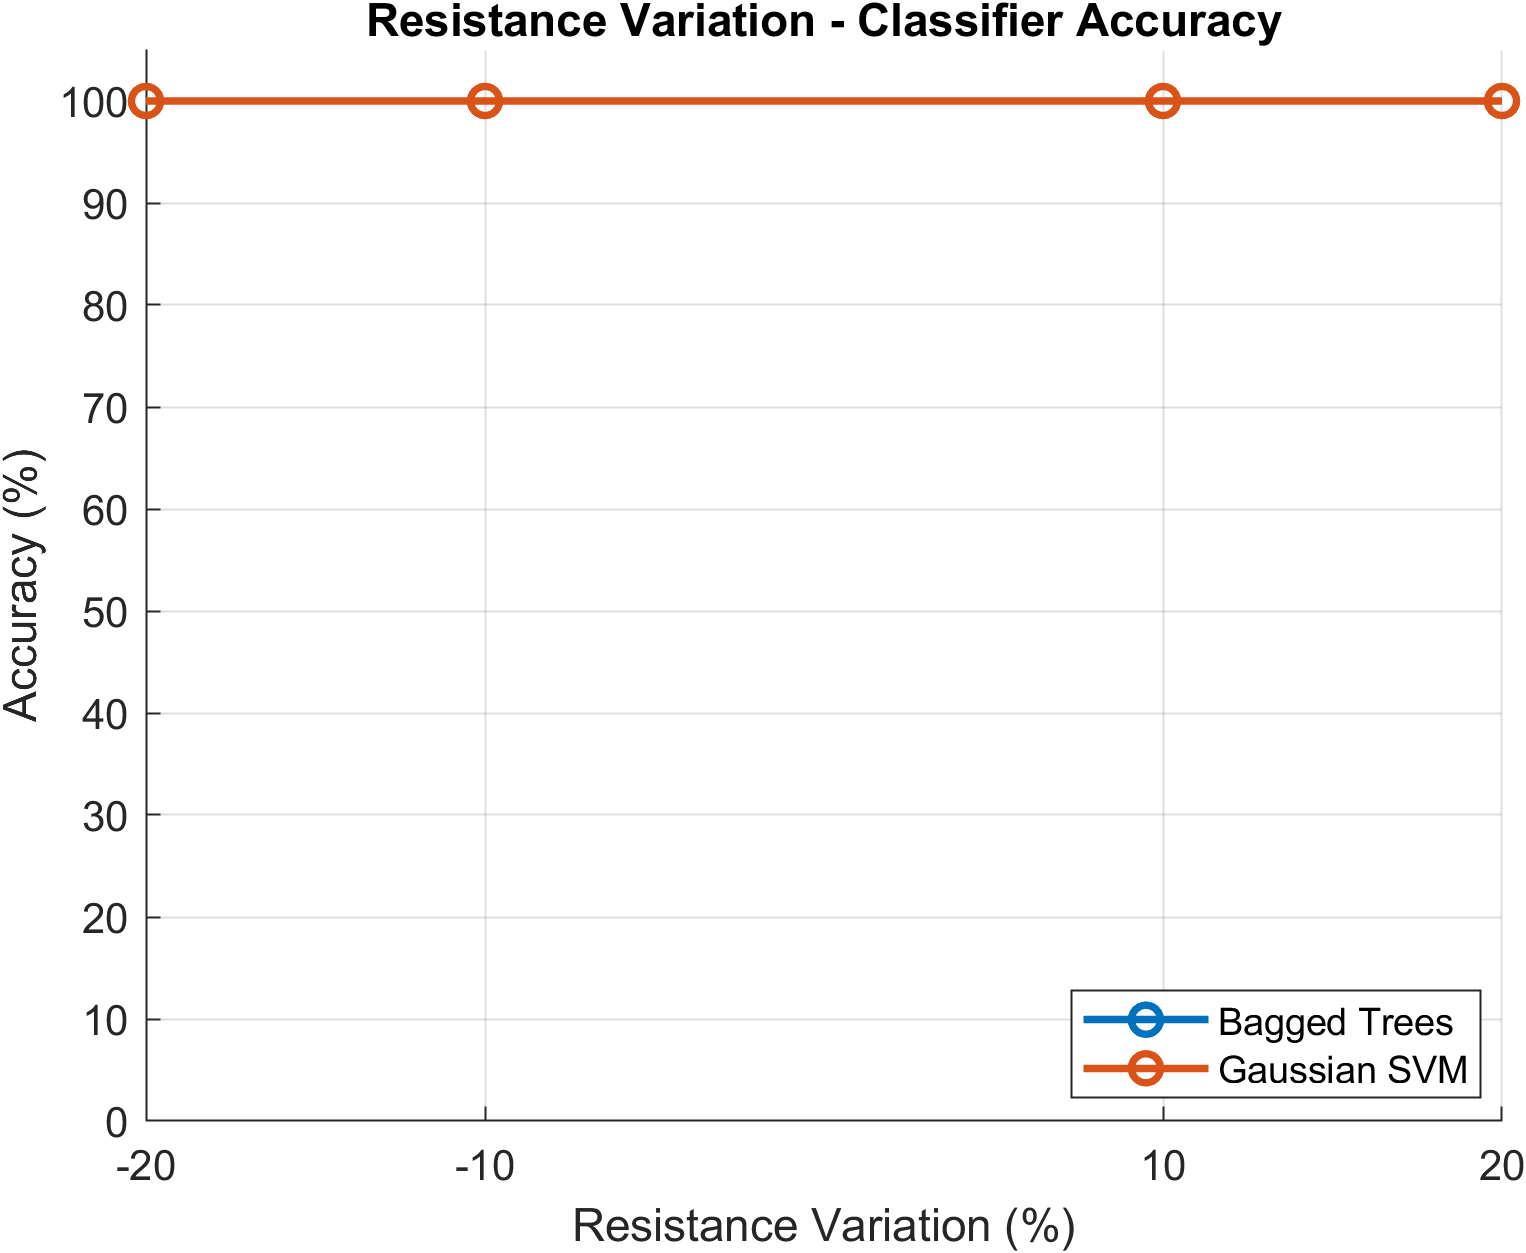 Resistance Variation - Classifier Accuracy
100
90
80
70
60
50
40
30
20
10
0
Accuracy (%)
Bagged Trees
Gaussian SVM
-20 -10 10 20
Resistance Variation (%)